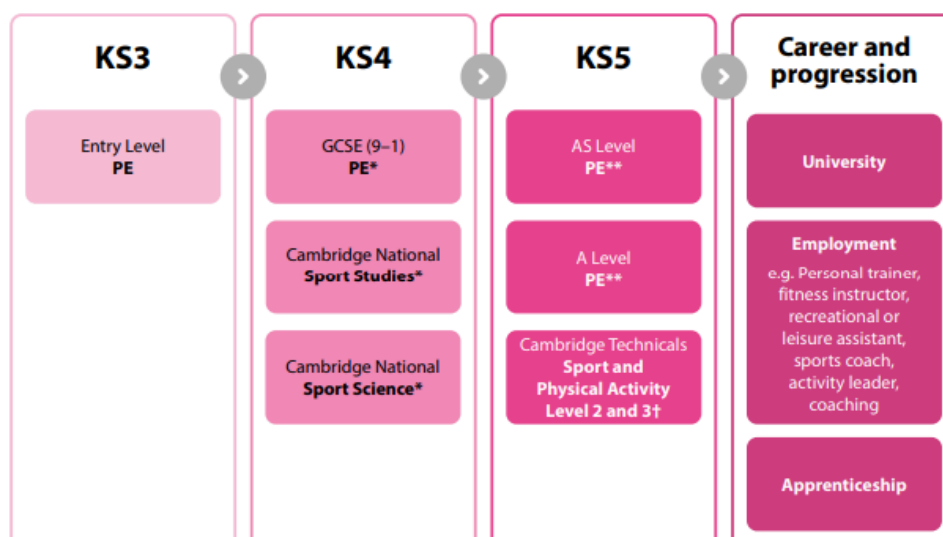 KS3
Entry Level
PE
KS4
GCSE (9–1)
PE*
Cambridge National
Sport Studies*
Cambridge National
Sport Science*
KS5
AS Level
PE**
A Level
PE**
Cambridge Technicals
Sport and
Physical Activity
Level 2 and 3†
Career and
progression
University
Employment
e.g. Personal trainer,
fitness instructor,
recreational or
leisure assistant,
sports coach,
activity leader,
coaching
Apprenticeship